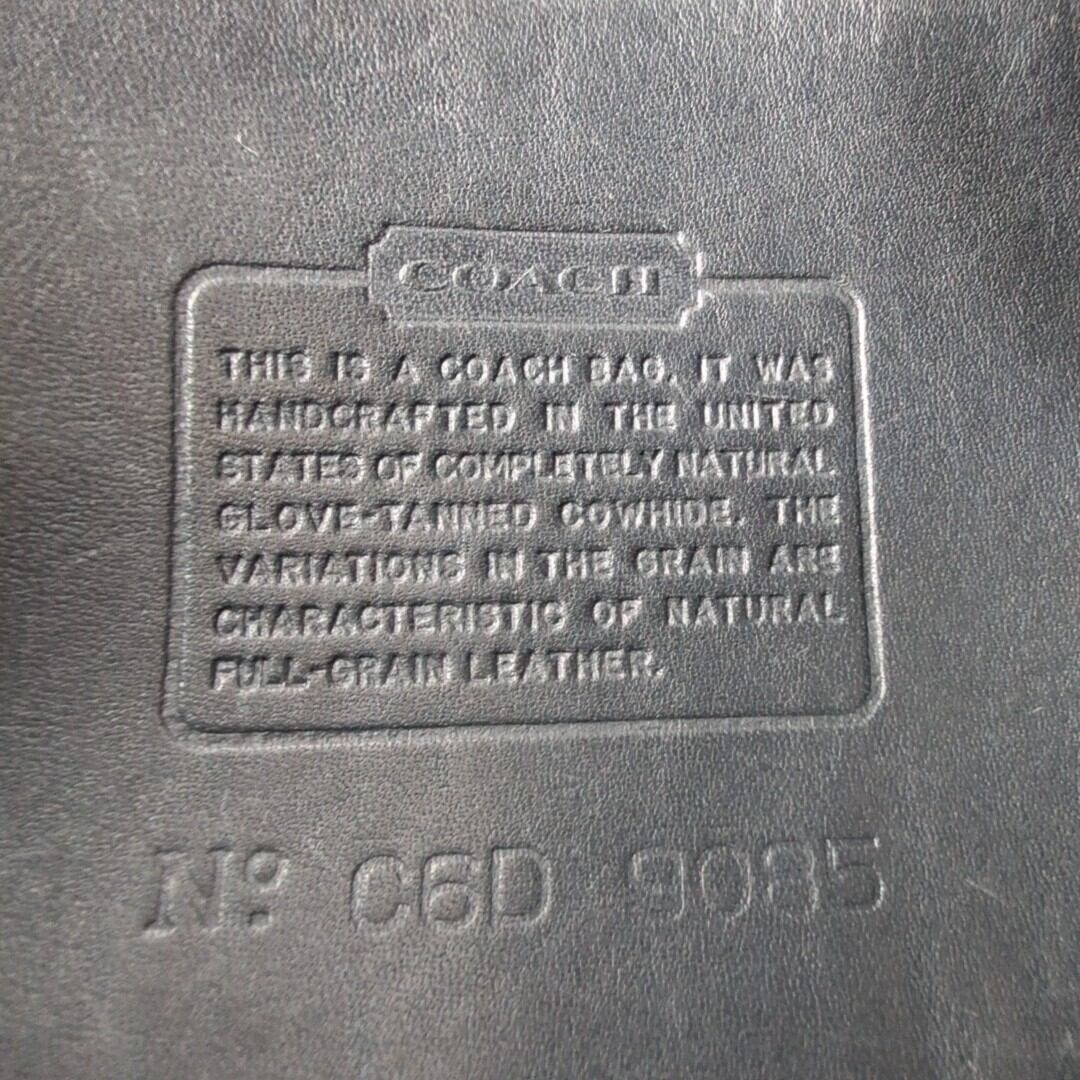 COACH
THIS IS A COACH BAG. IT WAS
HANDCRAFTED IN THE UNITED
STATES OF COMPLETELY NATURAL
GLOVE-TANNED COWHIDE. THE
VARIATIONS IN THE GRAIN ARE
CHARACTERISTIC OF NATURAL
FULL-GRAIN LEATHER.
Nº C6D 9085